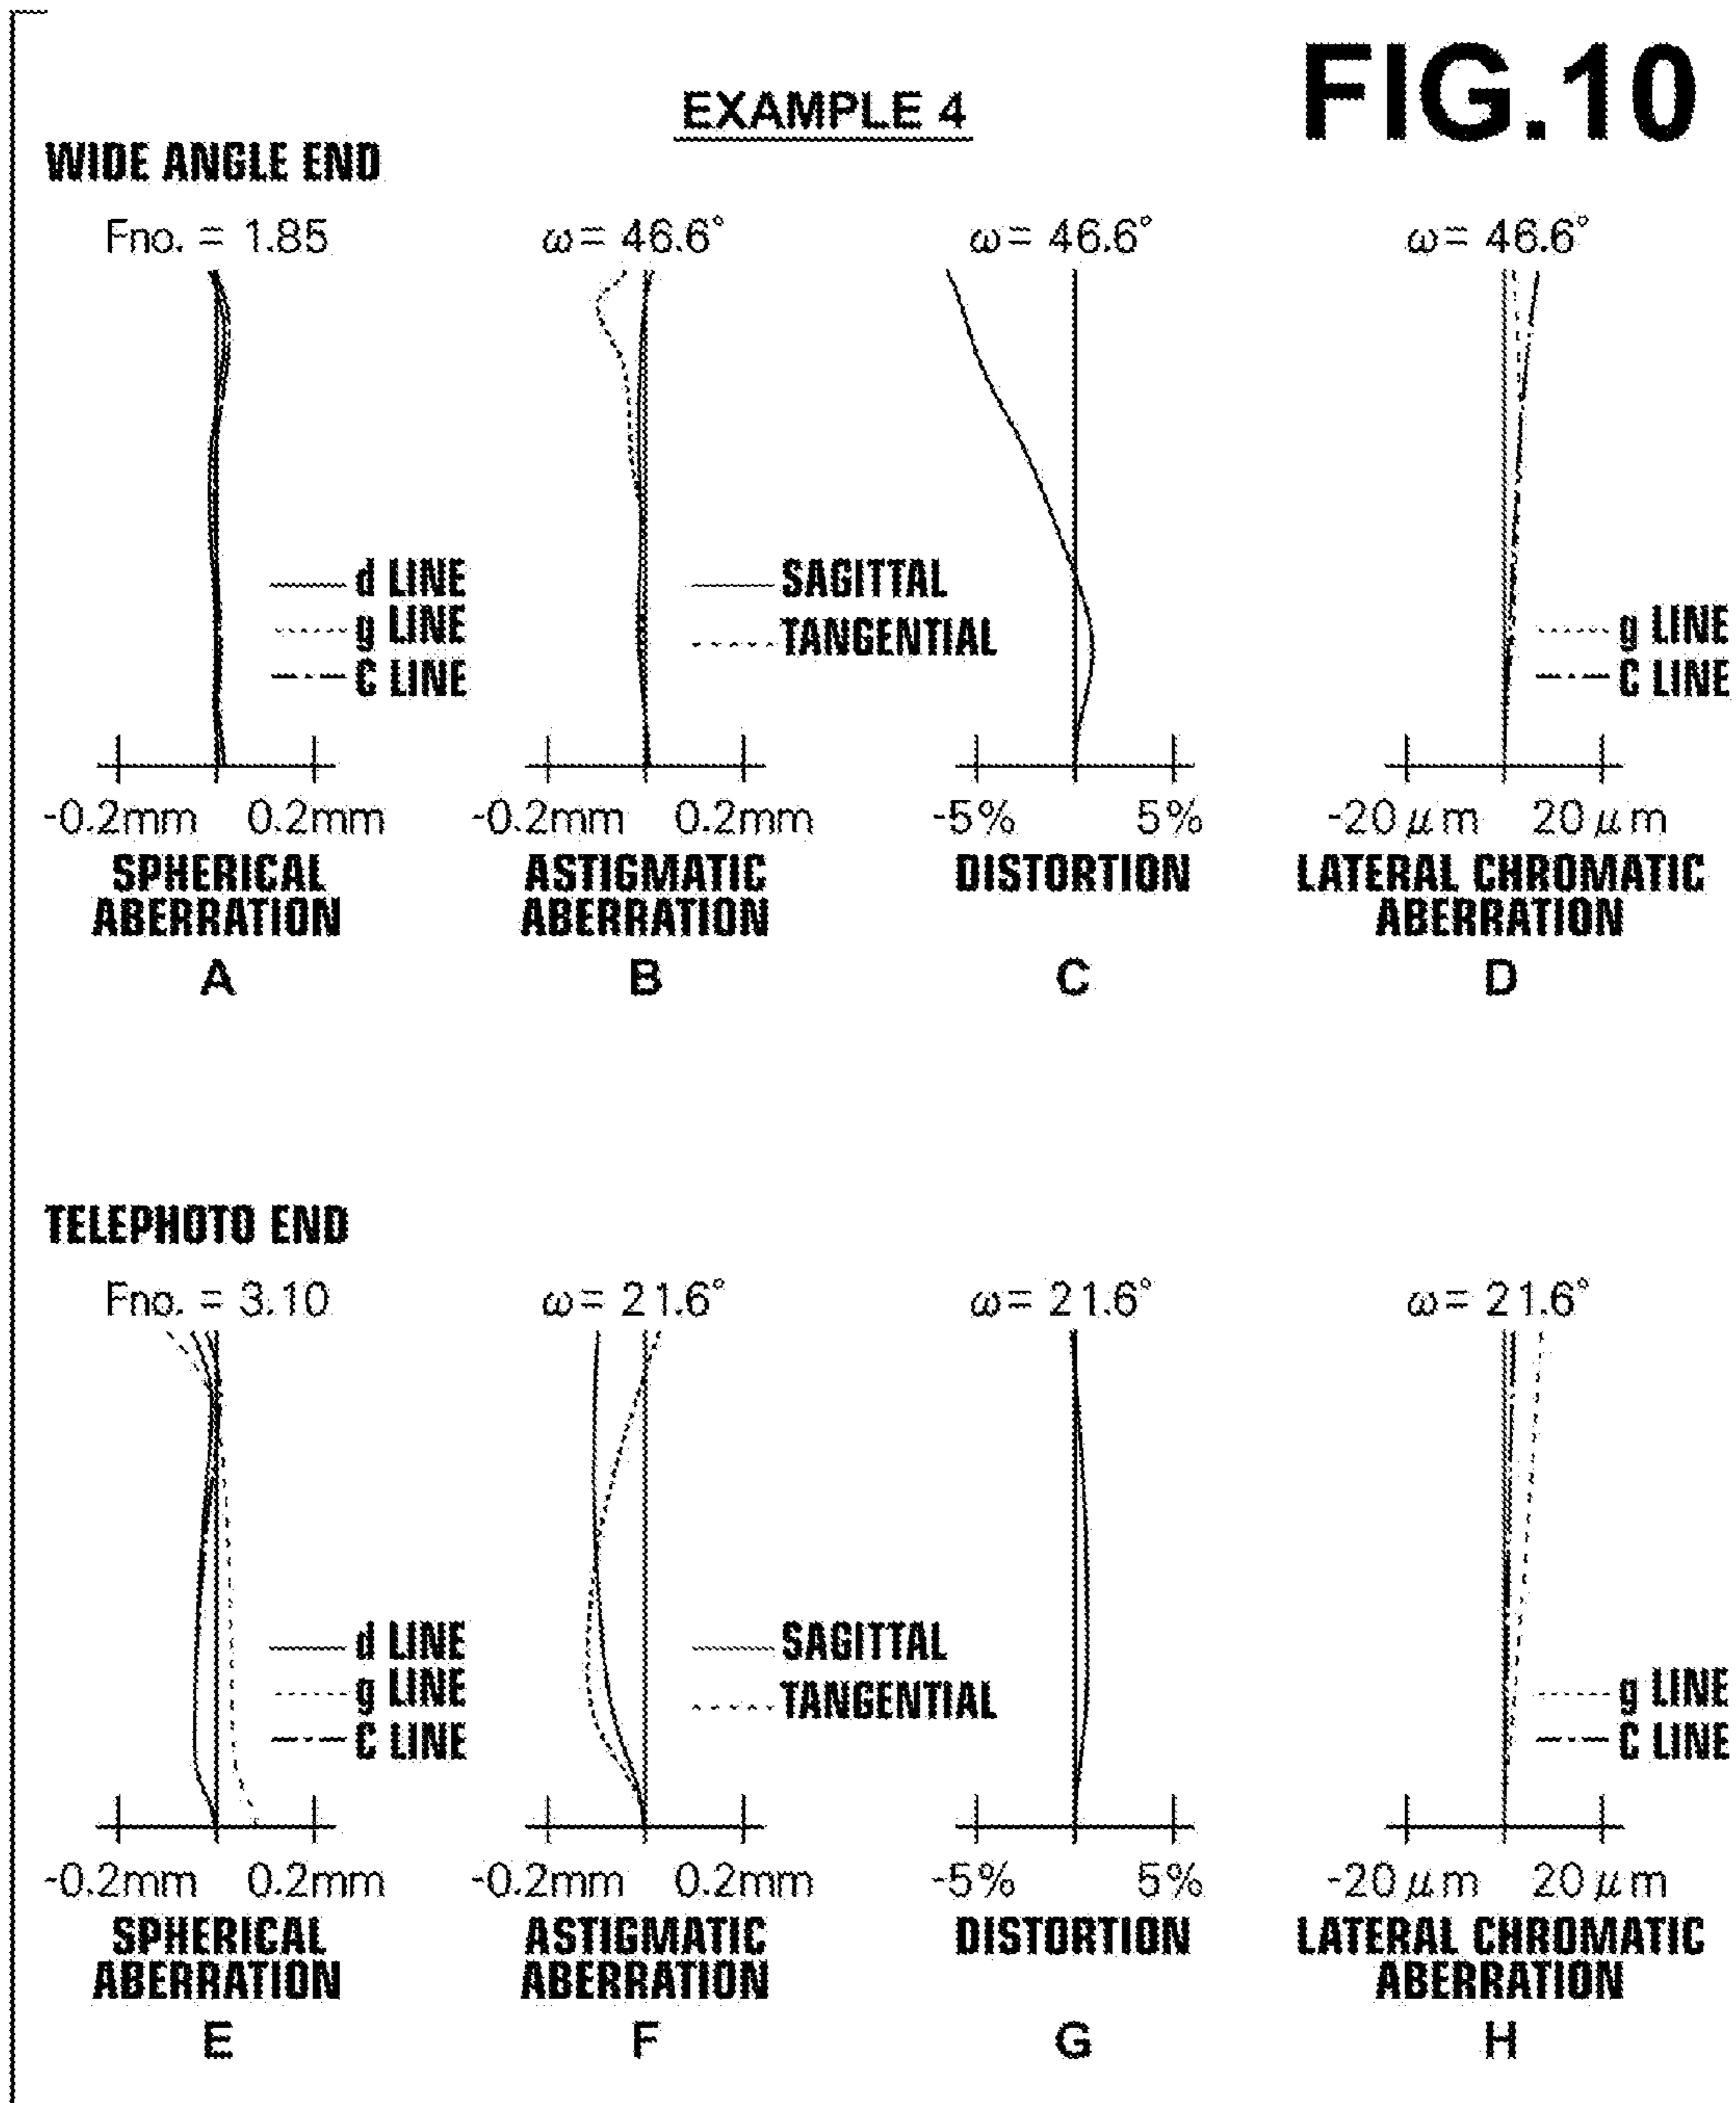 FIG.10
EXAMPLE 4
WIDE ANGLE END
Fno. = 1.85
ω= 46.6°
ω= 46.6°
ω= 46.6°
d LINE
g LINE
C LINE
SAGITTAL
TANGENTIAL
g LINE
C LINE
-0.2mm 0.2mm
-0.2mm 0.2mm
-5% 5%
-20μm 20μm
SPHERICAL
ABERRATION
ASTIGMATIC
ABERRATION
DISTORTION
LATERAL CHROMATIC
ABERRATION
A
B
C
D
TELEPHOTO END
Fno. = 3.10
ω= 21.6°
ω= 21.6°
ω= 21.6°
d LINE
g LINE
C LINE
SAGITTAL
TANGENTIAL
g LINE
C LINE
-0.2mm 0.2mm
-0.2mm 0.2mm
-5% 5%
-20μm 20μm
SPHERICAL
ABERRATION
ASTIGMATIC
ABERRATION
DISTORTION
LATERAL CHROMATIC
ABERRATION
E
F
G
H